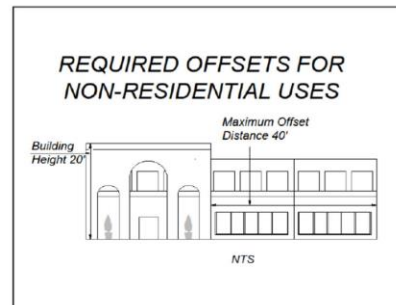 REQUIRED OFFSETS FOR
NON-RESIDENTIAL USES
Maximum Offset
Distance 40'
Building
Height 20'
NTS